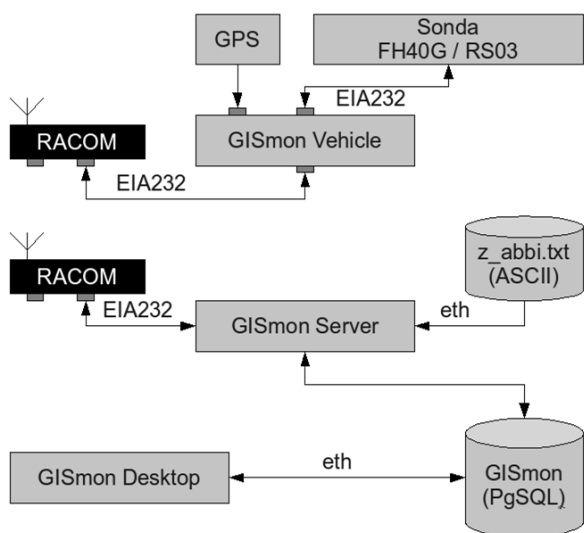 GPS
Sonda
FH40G / RS03
EIA232
RACOM
GISmon Vehicle
EIA232
RACOM
z_abbi.txt
(ASCII)
EIA232
GISmon Server
eth
GISmon Desktop
eth
GISmon
(PgSQL)